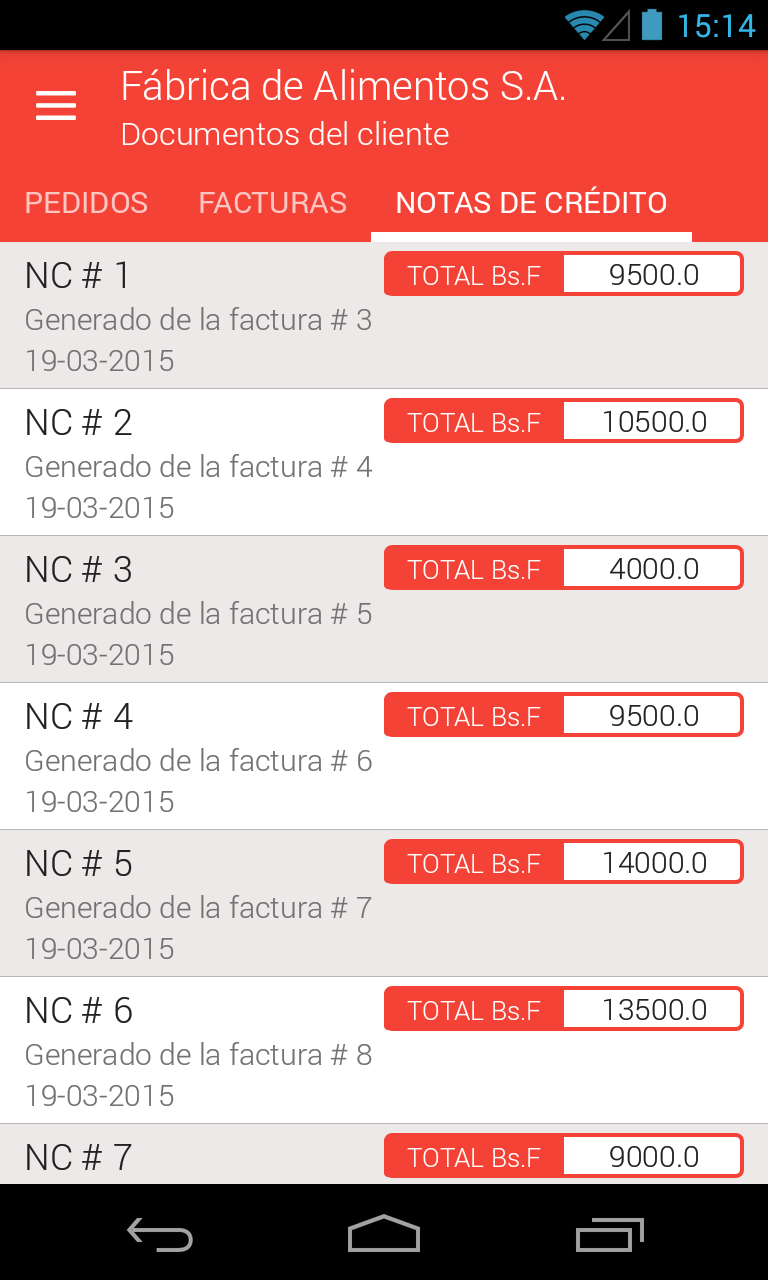 15:14
Fábrica de Alimentos S.A.
Documentos del cliente
PEDIDOS FACTURAS NOTAS DE CRÉDITO
NC # 1 TOTAL Bs.F 9500.0
Generado de la factura # 3
19-03-2015
NC # 2 TOTAL Bs.F 10500.0
Generado de la factura # 4
19-03-2015
NC # 3 TOTAL Bs.F 4000.0
Generado de la factura # 5
19-03-2015
NC # 4 TOTAL Bs.F 9500.0
Generado de la factura # 6
19-03-2015
NC # 5 TOTAL Bs.F 14000.0
Generado de la factura # 7
19-03-2015
NC # 6 TOTAL Bs.F 13500.0
Generado de la factura # 8
19-03-2015
NC # 7 TOTAL Bs.F 9000.0